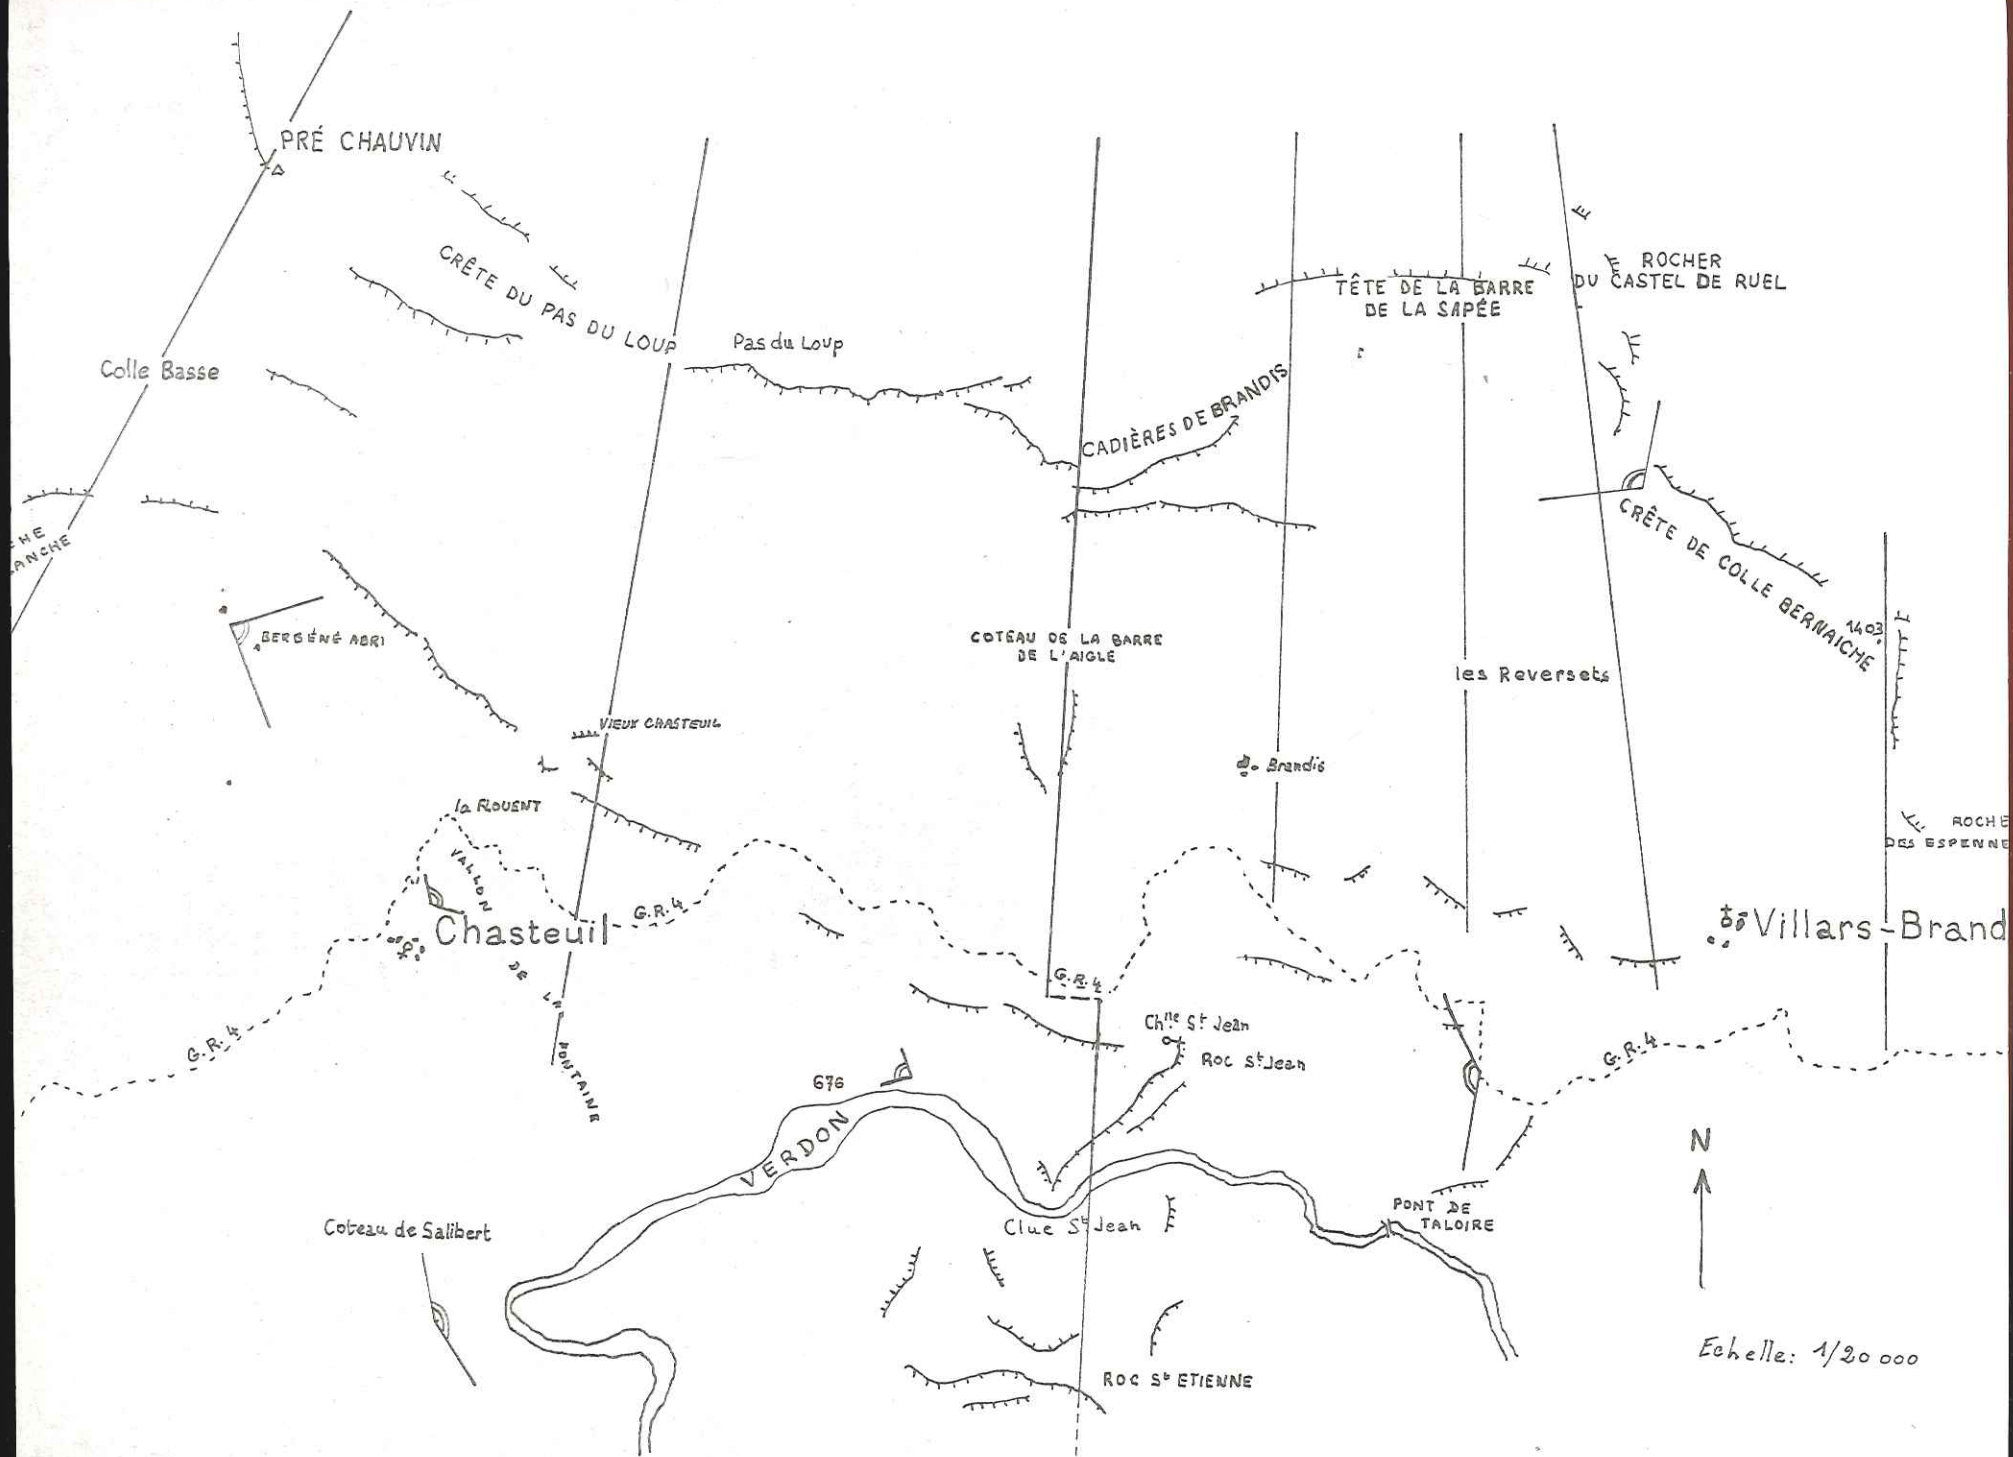 PRÉ CHAUVIN
CRÊTE DU PAS DU LOUP
Pas du Loup
Colle Basse
CADIÈRES DE BRANDIS
TÊTE DE LA BARRE
DE LA SAPÉE
ROCHER
DU CASTEL DE RUEL
CRÊTE DE COLLE BERNAICHE
1403
HE
ANCHE
BERBÉNÉ ABRI
COTEAU DE LA BARRE
DE L'AIGLE
les Reversets
VIEUX CHASTEUIL
Brandis
la FLOUENT
ROCHE
DES ESPENNE
VALLON
DE LA
FONTAINE
Chasteuil
G.R.4
Villars-Brand
G.R.4
G.R.4
G.R.4
Chne St Jean
Roc St Jean
676
VERDON
Clue St Jean
PONT DE
TALOIRE
N
Coteau de Salibert
ROC St ETIENNE
Echelle: 1/20 000